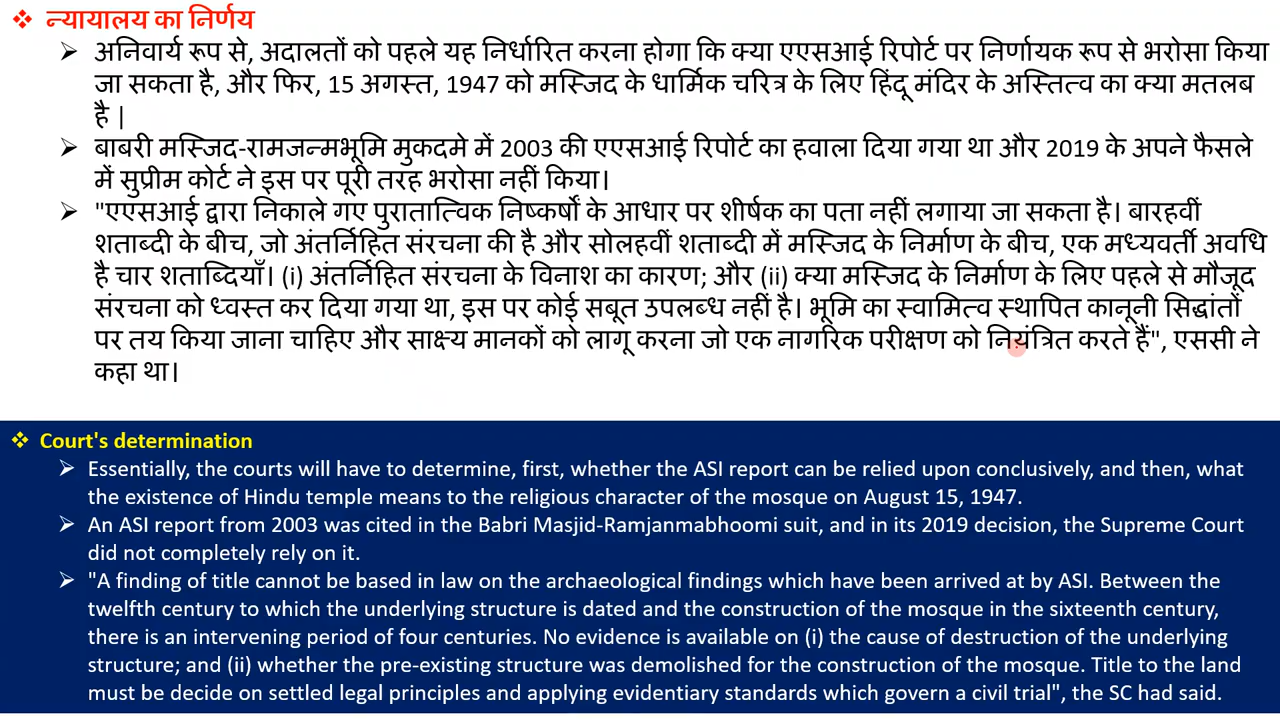 ❖ न्यायालय का निर्णय
➢ अनिवार्य रूप से, अदालतों को पहले यह निर्धारित करना होगा कि क्या एएसआई रिपोर्ट पर निर्णायक रूप से भरोसा किया
जा सकता है, और फिर, 15 अगस्त, 1947 को मस्जिद के धार्मिक चरित्र के लिए हिंदू मंदिर के अस्तित्व का क्या मतलब
है |
➢ बाबरी मस्जिद-रामजन्मभूमि मुकदमे में 2003 की एएसआई रिपोर्ट का हवाला दिया गया था और 2019 के अपने फैसले
में सुप्रीम कोर्ट ने इस पर पूरी तरह भरोसा नहीं किया।
➢ "एएसआई द्वारा निकाले गए पुरातात्विक निष्कर्षों के आधार पर शीर्षक का पता नहीं लगाया जा सकता है। बारहवीं
शताब्दी के बीच, जो अंतर्निहित संरचना की है और सोलहवीं शताब्दी में मस्जिद के निर्माण के बीच, एक मध्यवर्ती अवधि
है चार शताब्दियाँ। (i) अंतर्निहित संरचना के विनाश का कारण; और (ii) क्या मस्जिद के निर्माण के लिए पहले से मौजूद
संरचना को ध्वस्त कर दिया गया था, इस पर कोई सबूत उपलब्ध नहीं है। भूमि का स्वामित्व स्थापित कानूनी सिद्धांतों
पर तय किया जाना चाहिए और साक्ष्य मानकों को लागू करना जो एक नागरिक परीक्षण को नियंत्रित करते हैं", एससी ने
कहा था।
❖ Court's determination
➢ Essentially, the courts will have to determine, first, whether the ASI report can be relied upon conclusively, and then, what
the existence of Hindu temple means to the religious character of the mosque on August 15, 1947.
➢ An ASI report from 2003 was cited in the Babri Masjid-Ramjanmabhoomi suit, and in its 2019 decision, the Supreme Court
did not completely rely on it.
➢ "A finding of title cannot be based in law on the archaeological findings which have been arrived at by ASI. Between the
twelfth century to which the underlying structure is dated and the construction of the mosque in the sixteenth century,
there is an intervening period of four centuries. No evidence is available on (i) the cause of destruction of the underlying
structure; and (ii) whether the pre-existing structure was demolished for the construction of the mosque. Title to the land
must be decide on settled legal principles and applying evidentiary standards which govern a civil trial", the SC had said.